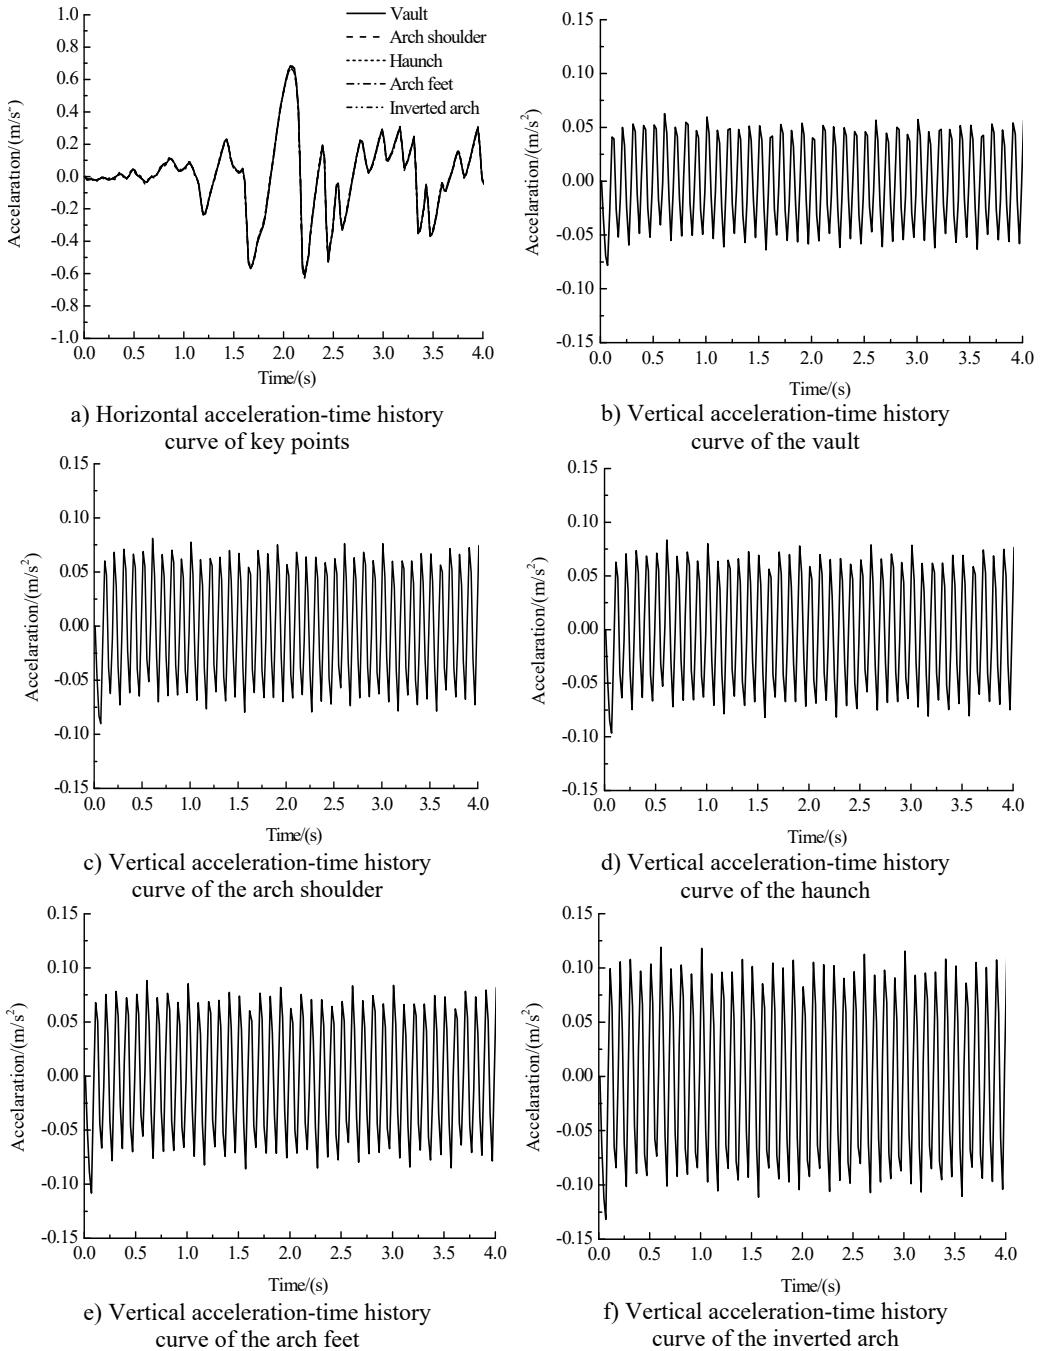 Vault
Arch shoulder
Haunch
Arch feet
Inverted arch
1.0
0.8
0.6
0.4
0.2
0.0
-0.2
-0.4
-0.6
-0.8
-1.0
Accelaration/(m/s²)
0.0 0.5 1.0 1.5 2.0 2.5 3.0 3.5 4.0
Time/(s)
a) Horizontal acceleration-time history
curve of key points
0.15
0.10
0.05
0.00
-0.05
-0.10
-0.15
Accelaration/(m/s²)
0.0 0.5 1.0 1.5 2.0 2.5 3.0 3.5 4.0
Time/(s)
b) Vertical acceleration-time history
curve of the vault
0.15
0.10
0.05
0.00
-0.05
-0.10
-0.15
Accelaration/(m/s²)
0.0 0.5 1.0 1.5 2.0 2.5 3.0 3.5 4.0
Time/(s)
c) Vertical acceleration-time history
curve of the arch shoulder
0.15
0.10
0.05
0.00
-0.05
-0.10
-0.15
Accelaration/(m/s²)
0.0 0.5 1.0 1.5 2.0 2.5 3.0 3.5 4.0
Time/(s)
d) Vertical acceleration-time history
curve of the haunch
0.15
0.10
0.05
0.00
-0.05
-0.10
-0.15
Accelaration/(m/s²)
0.0 0.5 1.0 1.5 2.0 2.5 3.0 3.5 4.0
Time/(s)
e) Vertical acceleration-time history
curve of the arch feet
0.15
0.10
0.05
0.00
-0.05
-0.10
-0.15
Accelaration/(m/s²)
0.0 0.5 1.0 1.5 2.0 2.5 3.0 3.5 4.0
Time/(s)
f) Vertical acceleration-time history
curve of the inverted arch